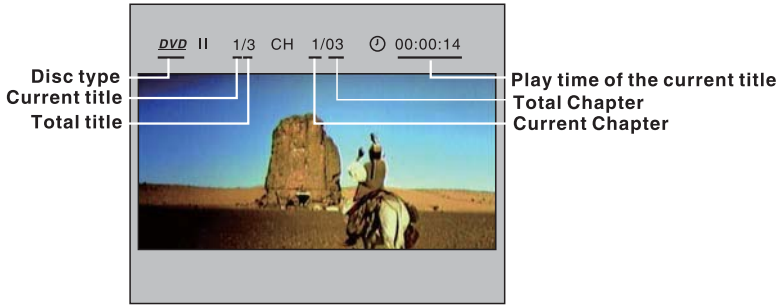 DVD II 1/3 CH 1/03 00:00:14
Disc type
Current title
Total title
Play time of the current title
Total Chapter
Current Chapter